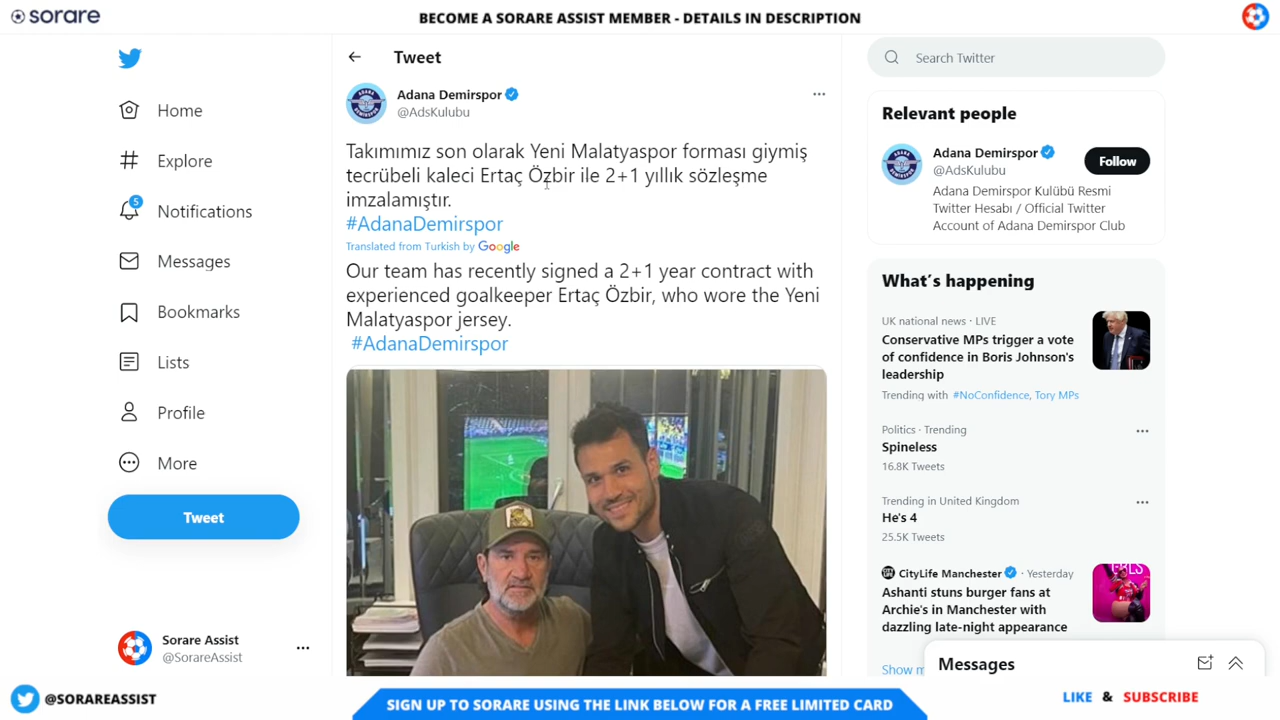 sorare
BECOME A SORARE ASSIST MEMBER - DETAILS IN DESCRIPTION
Home
Explore
5
Notifications
Messages
Bookmarks
Lists
Profile
More
Tweet
Sorare Assist
@SorareAssist
Tweet
Adana Demirspor
@AdsKulubu
Takımımız son olarak Yeni Malatyaspor forması giymiş
tecrübeli kaleci Ertaç Özbir ile 2+1 yıllık sözleşme
imzalamıştır.
#AdanaDemirspor
Translated from Turkish by Google
Our team has recently signed a 2+1 year contract with
experienced goalkeeper Ertaç Özbir, who wore the Yeni
Malatyaspor jersey.
#AdanaDemirspor
Search Twitter
Relevant people
Adana Demirspor
@AdsKulubu
Follow
Adana Demirspor Kulübü Resmi
Twitter Hesabı / Official Twitter
Account of Adana Demirspor Club
What's happening
UK national news · LIVE
Conservative MPs trigger a vote
of confidence in Boris Johnson's
leadership
Trending with #NoConfidence, Tory MPs
Politics · Trending
Spineless
16.8K Tweets
Trending in United Kingdom
He's 4
25.5K Tweets
CityLife Manchester · Yesterday
Ashanti stuns burger fans at
Archie's in Manchester with
dazzling late-night appearance
Show
Messages
@SORAREASSIST
SIGN UP TO SORARE USING THE LINK BELOW FOR A FREE LIMITED CARD
LIKE & SUBSCRIBE